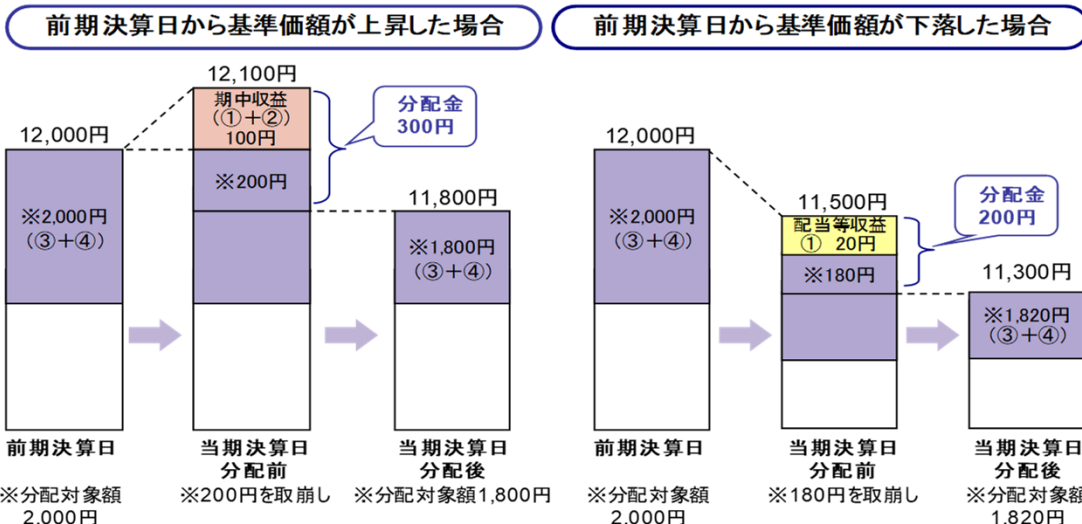 前期決算日から基準価額が上昇した場合
12,100円
期中収益
(①+②)
100円
分配金
300円
12,000円
※2,000円
(③+④)
※200円
11,800円
※1,800円
(③+④)
前期決算日
当期決算日
分配前
当期決算日
分配後
※分配対象額
2,000円
※200円を取崩し
※分配対象額1,800円
前期決算日から基準価額が下落した場合
12,000円
※2,000円
(③+④)
11,500円
配当等収益
① 20円
※180円
分配金
200円
11,300円
※1,820円
(③+④)
前期決算日
当期決算日
分配前
当期決算日
分配後
※分配対象額
2,000円
※180円を取崩し
※分配対象額
1,820円